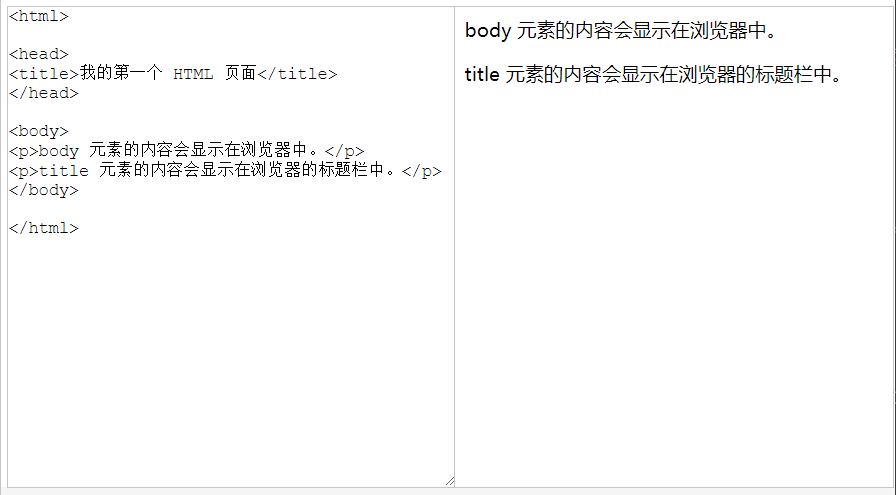 <html>
<head>
<title>我的第一个 HTML 页面</title>
</head>
<body>
<p>body 元素的内容会显示在浏览器中。</p>
<p>title 元素的内容会显示在浏览器的标题栏中。</p>
</body>
</html>
body 元素的内容会显示在浏览器中。
title 元素的内容会显示在浏览器的标题栏中。